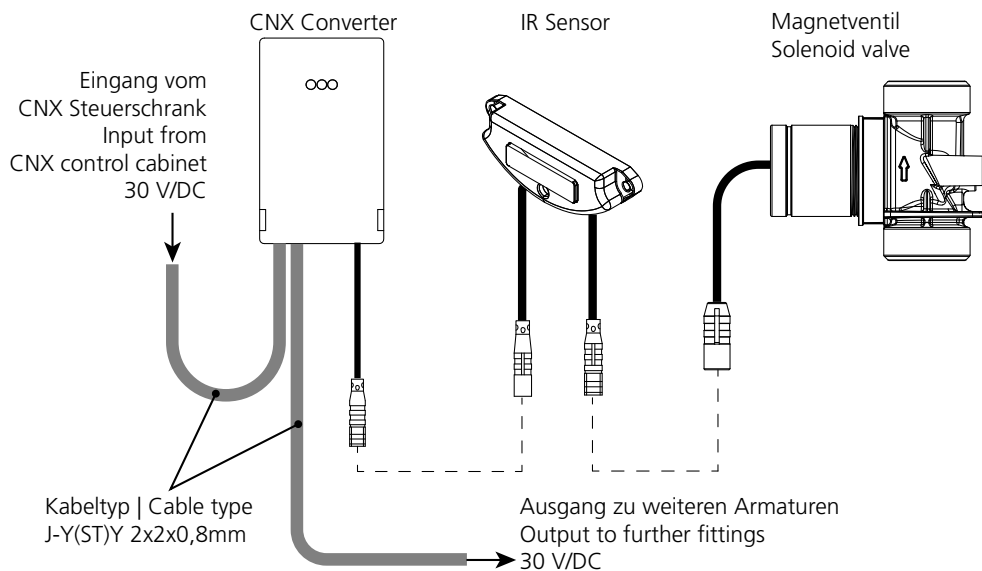 CNX Converter
IR Sensor
Magnetventil
Solenoid valve
Eingang vom
CNX Steuerschrank
Input from
CNX control cabinet
30 V/DC
Kabeltyp | Cable type
J-Y(ST)Y 2x2x0,8mm
Ausgang zu weiteren Armaturen
Output to further fittings
30 V/DC